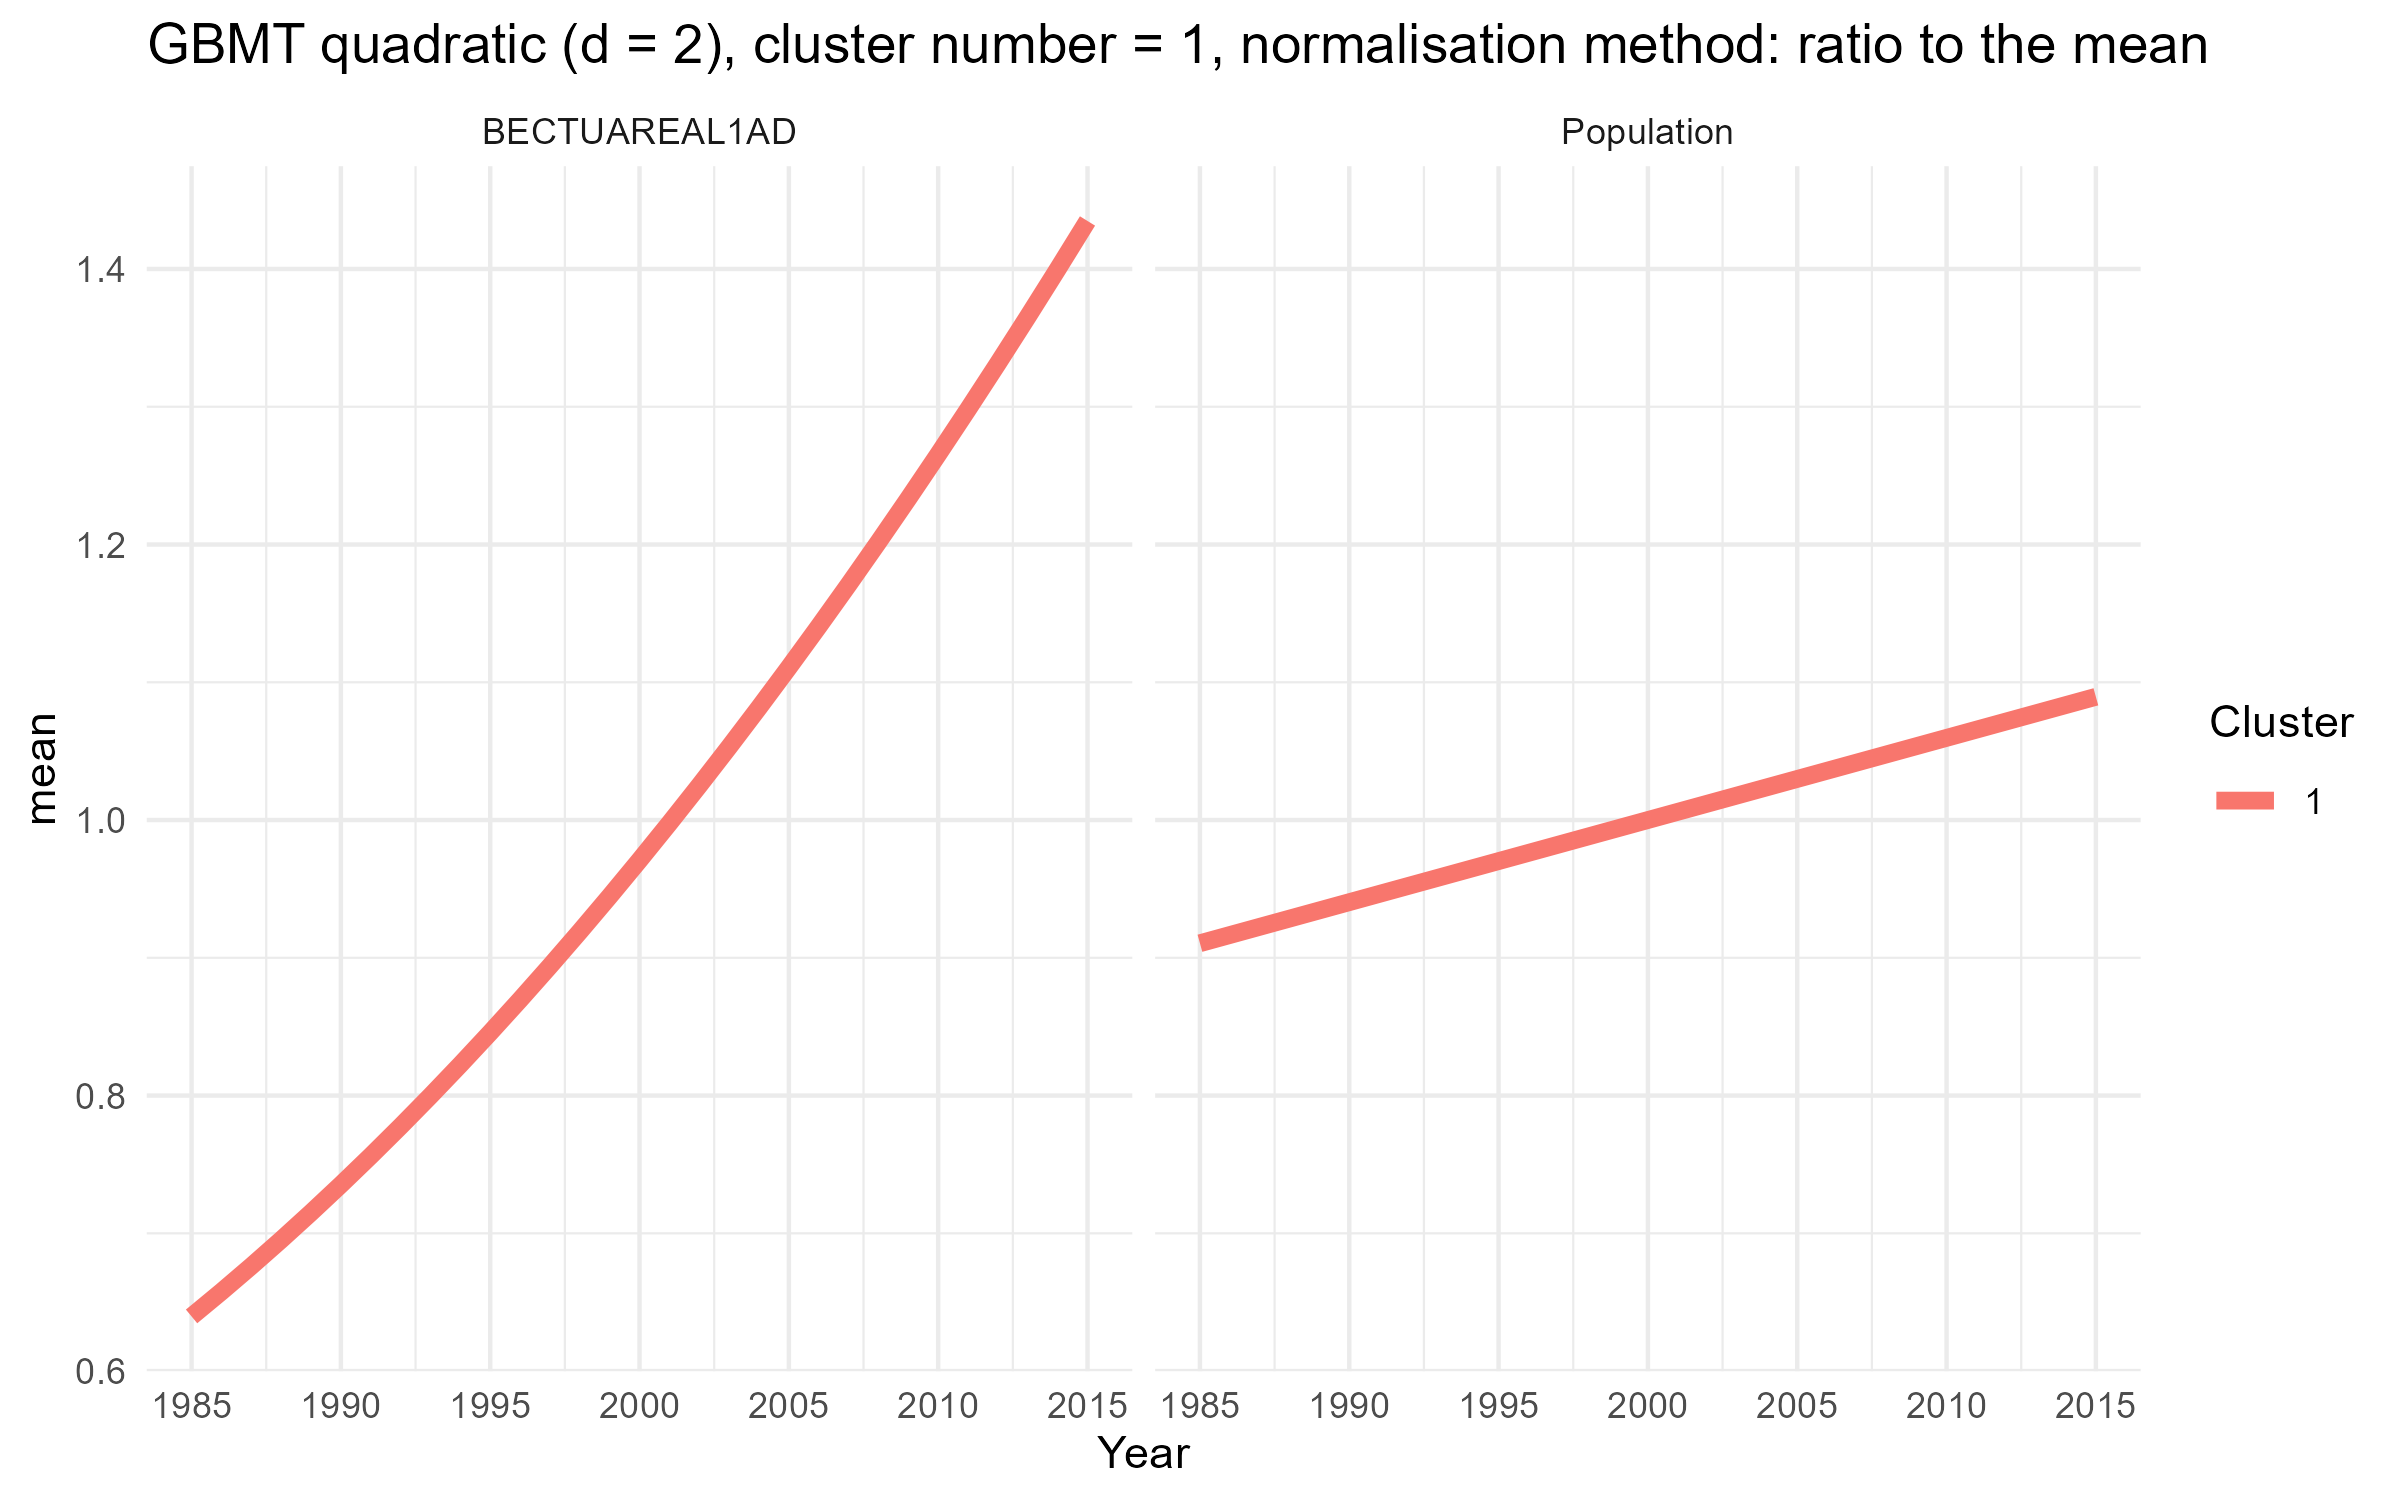 GBMT quadratic (d = 2), cluster number = 1, normalisation method: ratio to the mean
BECTUAREAL1AD
Population
1.4
1.2
1.0
0.8
0.6
mean
1985 1990 1995 2000 2005 2010 2015
1985 1990 1995 2000 2005 2010 2015
Year
Cluster
1